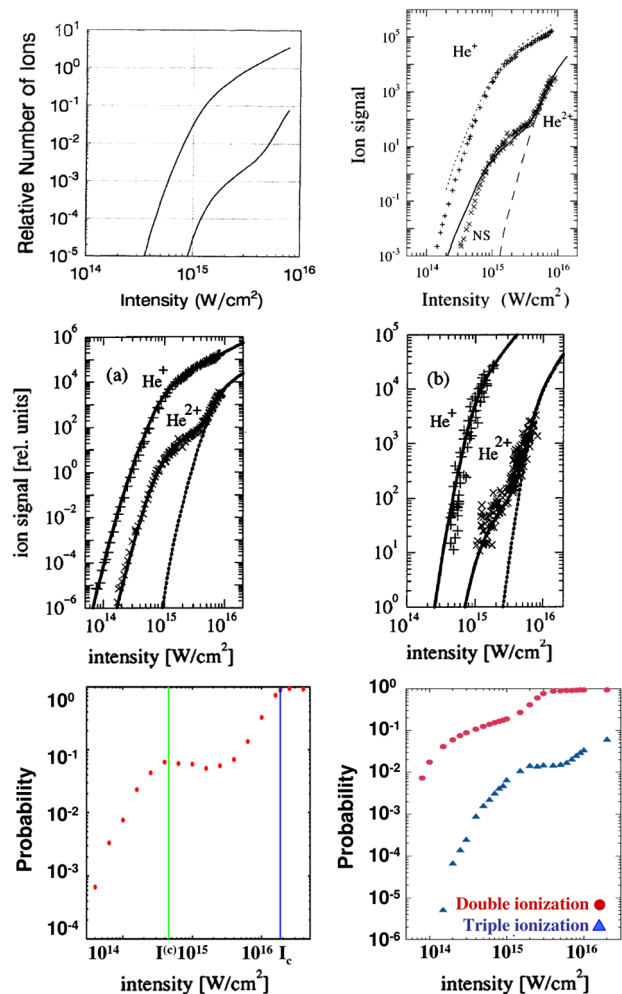 Relative Number of Ions
10^1
10^0
10^-1
10^-2
10^-3
10^-4
10^-5
10^14
10^15
10^16
Intensity (W/cm^2)
Ion signal
10^5
10^3
10^1
10^-1
10^-3
He^+
He^2+
NS
10^14
10^15
10^16
Intensity (W/cm^2)
ion signal [rel. units]
10^6
10^4
10^2
10^0
10^-2
10^-4
10^-6
(a)
He^+
He^2+
10^14
10^15
10^16
intensity [W/cm^2]
10^5
10^4
10^3
10^2
10^1
10^0
(b)
He^+
He^2+
10^14
10^15
10^16
intensity [W/cm^2]
Probability
10^0
10^-1
10^-2
10^-3
10^-4
10^14
I^(c)
10^15
10^16
I_c
intensity [W/cm^2]
Probability
10^0
10^-1
10^-2
10^-3
10^-4
10^-5
10^-6
Double ionization
Triple ionization
10^14
10^15
10^16
intensity [W/cm^2]